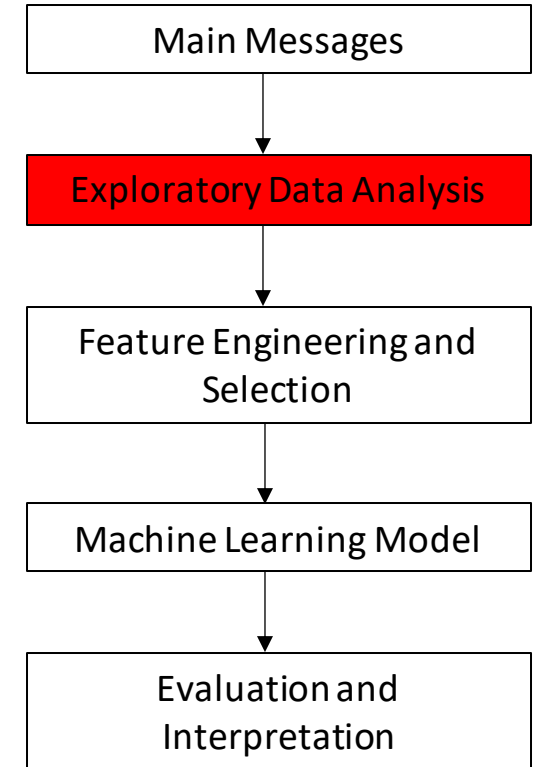 Main Messages
Exploratory Data Analysis
Feature Engineering and
Selection
Machine Learning Model
Evaluation and
Interpretation